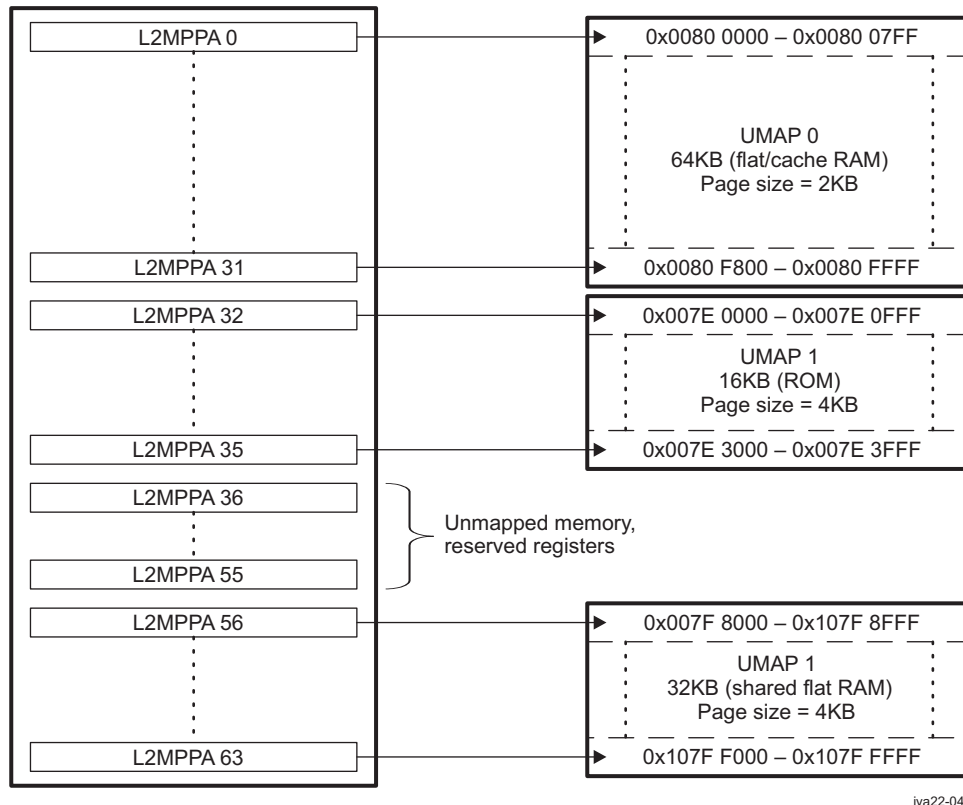 L2MPPA 0
0x0080 0000 – 0x0080 07FF
UMAP 0
64KB (flat/cache RAM)
Page size = 2KB
L2MPPA 31
0x0080 F800 – 0x0080 FFFF
L2MPPA 32
0x007E 0000 – 0x007E 0FFF
UMAP 1
16KB (ROM)
Page size = 4KB
L2MPPA 35
0x007E 3000 – 0x007E 3FFF
L2MPPA 36
Unmapped memory,
reserved registers
L2MPPA 55
L2MPPA 56
0x007F 8000 – 0x107F 8FFF
UMAP 1
32KB (shared flat RAM)
Page size = 4KB
L2MPPA 63
0x107F F000 – 0x107F FFFF